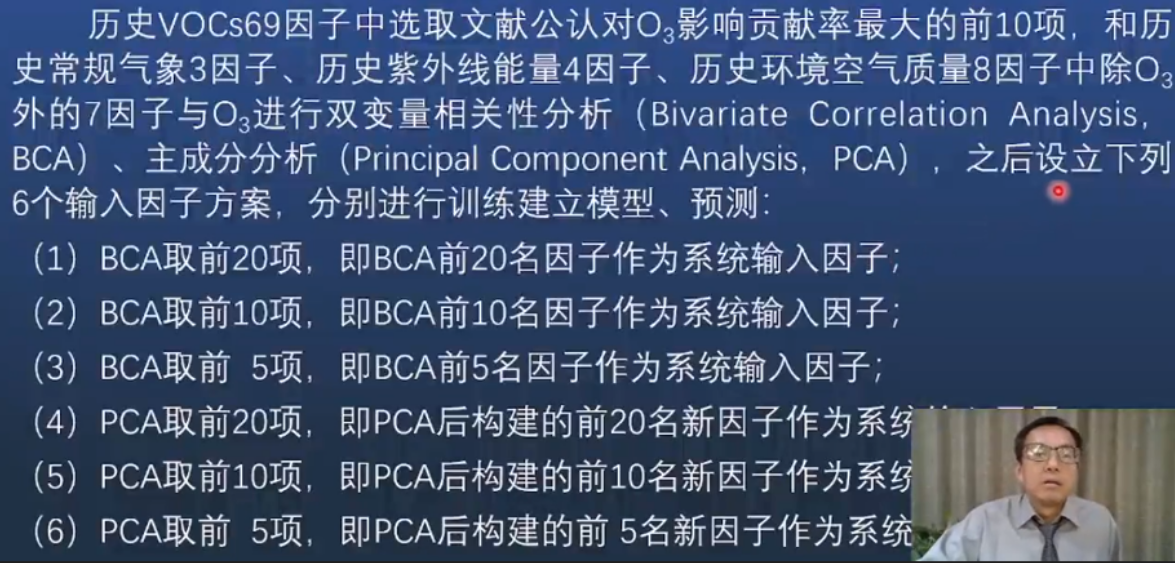 历史VOCs69因子中选取文献公认对O₃影响贡献率最大的前10项，和历
史常规气象3因子、历史紫外线能量4因子、历史环境空气质量8因子中除O₃
外的7因子与O₃进行双变量相关性分析（Bivariate Correlation Analysis，
BCA）、主成分分析（Principal Component Analysis，PCA），之后设立下列
6个输入因子方案，分别进行训练建立模型、预测：
（1）BCA取前20项，即BCA前20名因子作为系统输入因子；
（2）BCA取前10项，即BCA前10名因子作为系统输入因子；
（3）BCA取前 5项，即BCA前5名因子作为系统输入因子；
（4）PCA取前20项，即PCA后构建的前20名新因子作为系统
（5）PCA取前10项，即PCA后构建的前10名新因子作为系统
（6）PCA取前 5项，即PCA后构建的前 5名新因子作为系统